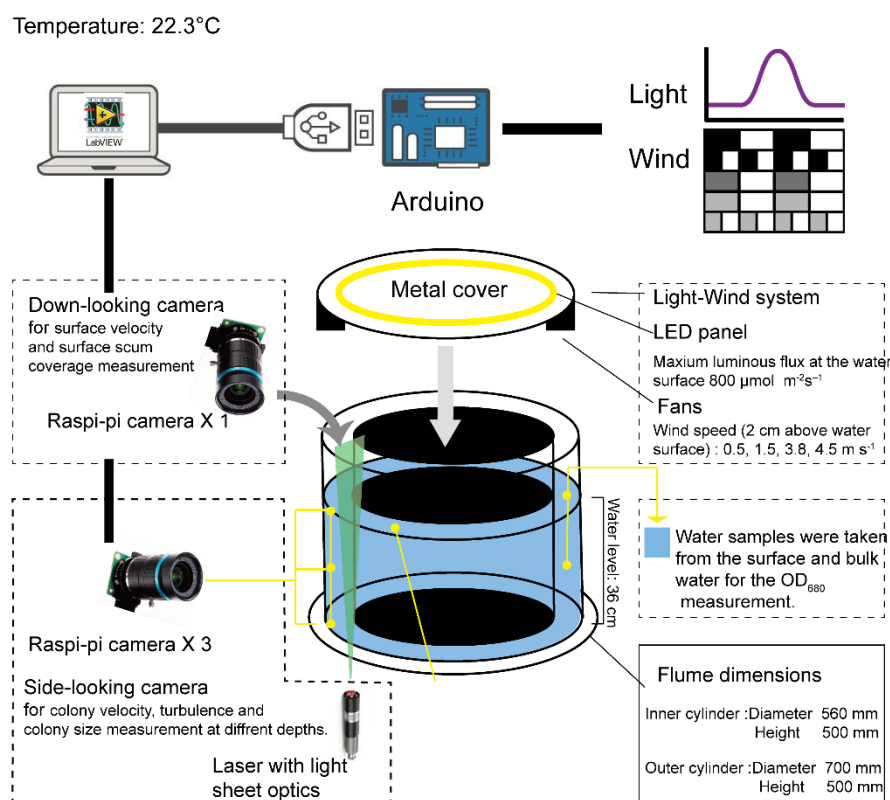 Temperature: 22.3°C
LabVIEW
Arduino
Light
Wind
Down-looking camera
for surface velocity
and surface scum
coverage measurement
Raspi-pi camera X 1
Metal cover
Light-Wind system
LED panel
Maxium luminous flux at the water
surface 800 μmol m⁻²s⁻¹
Fans
Wind speed (2 cm above water
surface) : 0.5, 1.5, 3.8, 4.5 m s⁻¹
Water level: 36 cm
Water samples were taken
from the surface and bulk
water for the OD₆₈₀
measurement.
Raspi-pi camera X 3
Side-looking camera
for colony velocity, turbulence and
colony size measurement at diffrent depths.
Laser with light
sheet optics
Flume dimensions
Inner cylinder :Diameter 560 mm
Height 500 mm
Outer cylinder :Diameter 700 mm
Height 500 mm